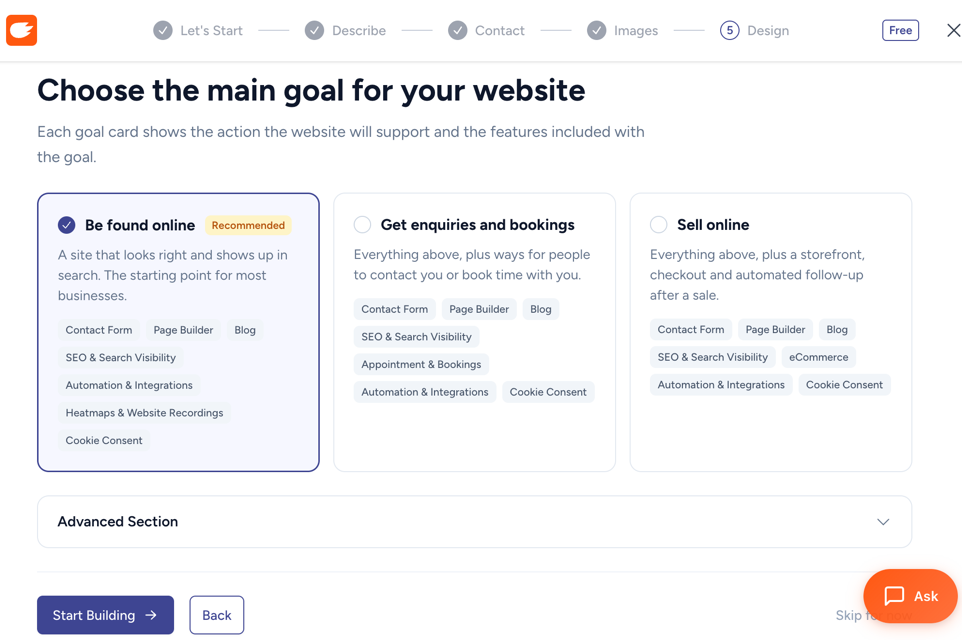 Let's Start
Describe
Contact
Images
5 Design
Free
Choose the main goal for your website
Each goal card shows the action the website will support and the features included with
the goal.
Be found online Recommended
A site that looks right and shows up in
search. The starting point for most
businesses.
Contact Form Page Builder Blog
SEO & Search Visibility
Automation & Integrations
Heatmaps & Website Recordings
Cookie Consent
Get enquiries and bookings
Everything above, plus ways for people
to contact you or book time with you.
Contact Form Page Builder Blog
SEO & Search Visibility
Appointment & Bookings
Automation & Integrations Cookie Consent
Sell online
Everything above, plus a storefront,
checkout and automated follow-up
after a sale.
Contact Form Page Builder Blog
SEO & Search Visibility eCommerce
Automation & Integrations Cookie Consent
Advanced Section
Start Building
Back
Skip
Ask